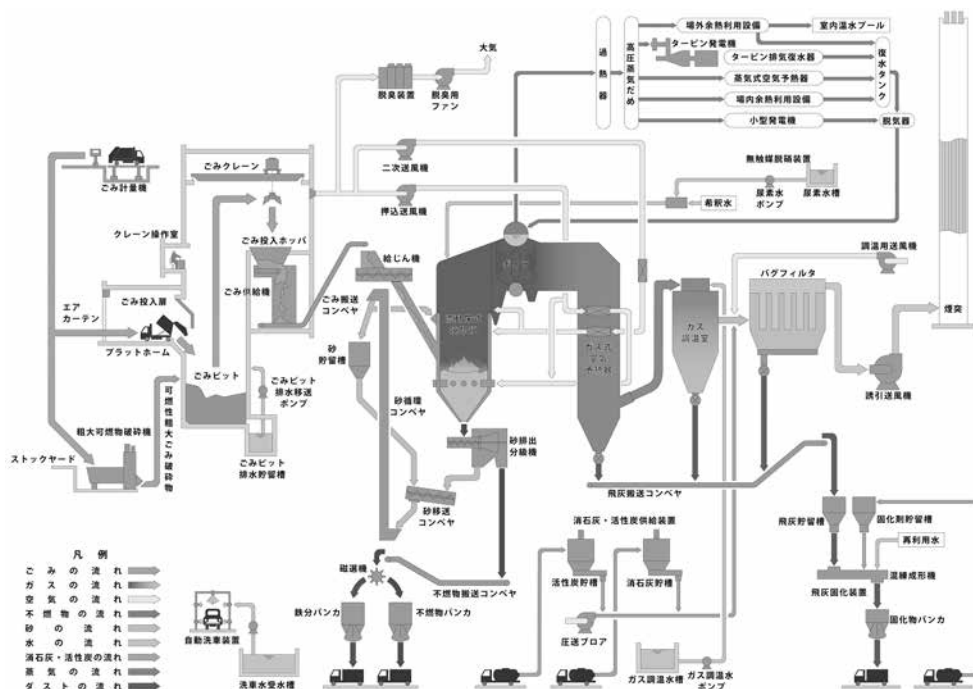 大気
脱臭装置
脱臭用
ファン
過熱器
高圧蒸気だめ
場外余熱利用設備
室内温水プール
タービン発電機
タービン排気復水器
蒸気式空気予熱器
場内余熱利用設備
小型発電機
復水タンク
脱気器
ごみ計量機
ごみクレーン
二次送風機
押込送風機
無触媒脱硝装置
尿素水
ポンプ
尿素水槽
希釈水
クレーン操作室
ごみ投入ホッパ
ごみ供給機
給じん機
ごみ搬送
コンベヤ
調温用送風機
バグフィルタ
煙突
エア
カーテン
ごみ投入扉
プラットホーム
ごみピット
ごみピット
排水移送
ポンプ
ごみピット
排水貯留槽
砂
貯留槽
ガス式
空気
予熱器
ガス
調温室
誘引送風機
可燃性粗大ごみ破砕物
粗大可燃物破砕機
ストックヤード
砂循環
コンベヤ
砂排出
分級機
砂移送
コンベヤ
飛灰搬送コンベヤ
飛灰貯留槽
固化剤貯留槽
再利用水
混練成形機
飛灰固化装置
固化物バンカ
消石灰・活性炭供給装置
活性炭貯槽
消石灰貯槽
磁選機
不燃物搬送コンベヤ
鉄分バンカ
不燃物バンカ
圧送ブロア
ガス調温水槽
ガス調温水
ポンプ
自動洗車装置
洗車水受水槽
凡例
ごみの流れ
ガスの流れ
空気の流れ
不燃物の流れ
砂の流れ
水の流れ
消石灰・活性炭の流れ
蒸気の流れ
ダストの流れ